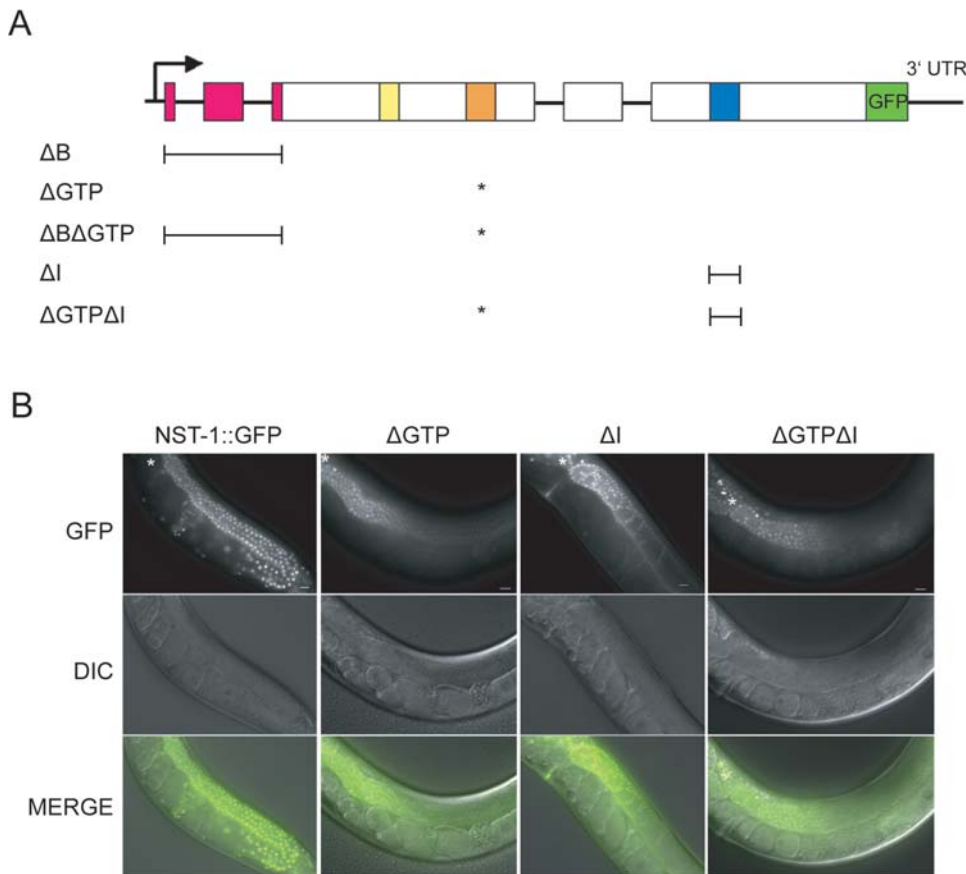 A
3' UTR
GFP
ΔB
ΔGTP
*
ΔBΔGTP
*
ΔI
ΔGTPΔI
*
B
NST-1::GFP ΔGTP ΔI ΔGTPΔI
GFP
* * * *
DIC
MERGE